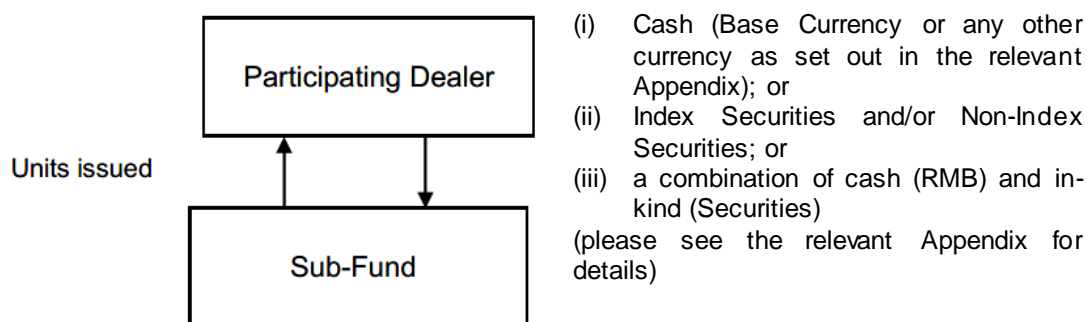 Participating Dealer
Units issued
Sub-Fund
(i) Cash (Base Currency or any other
currency as set out in the relevant
Appendix); or
(ii) Index Securities and/or Non-Index
Securities; or
(iii) a combination of cash (RMB) and in-
kind (Securities)
(please see the relevant Appendix for
details)